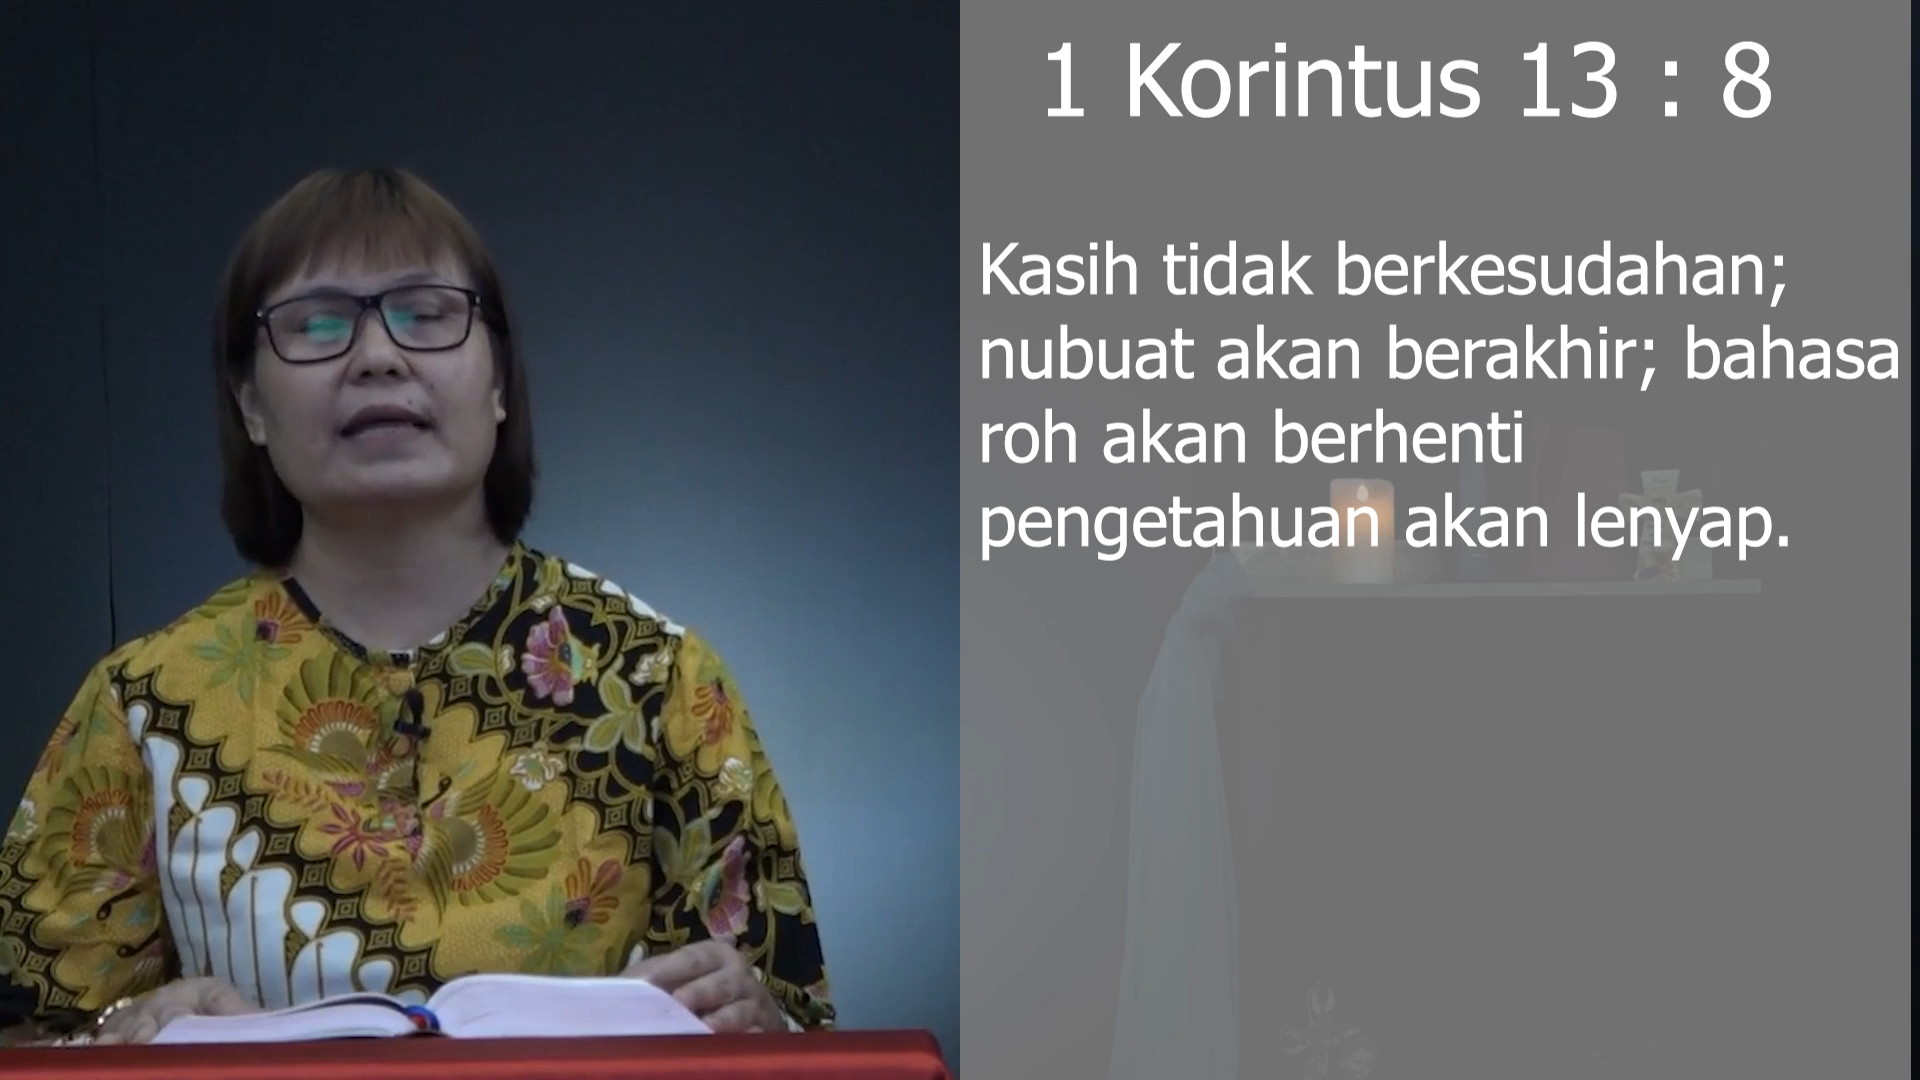 1 Korintus 13 : 8
Kasih tidak berkesudahan;
nubuat akan berakhir; bahasa
roh akan berhenti
pengetahuan akan lenyap.